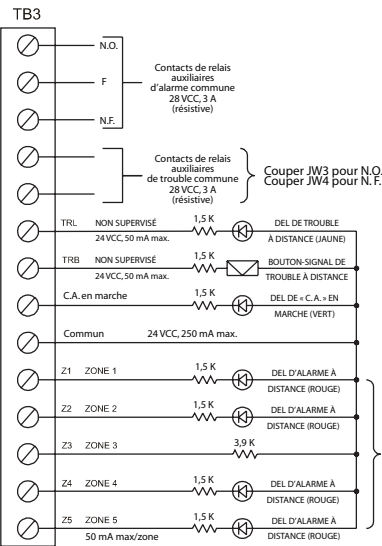 TB3
N.O.
F
N.F.
Contacts de relais
auxiliaires
d'alarme commune
28 VCC, 3 A
(résistive)
Contacts de relais
auxiliaires
de trouble commune
28 VCC, 3 A
(résistive)
Couper JW3 pour N.O.
Couper JW4 pour N. F.
TRL NON SUPERVISÉ 1,5 K DEL DE TROUBLE
24 VCC, 50 mA max. À DISTANCE (JAUNE)
TRB NON SUPERVISÉ 1,5 K BOUTON-SIGNAL DE
24 VCC, 50 mA max. TROUBLE À DISTANCE
C.A. en marche 1,5 K DEL DE « C.A. » EN
MARCHE (VERT)
Commun 24 VCC, 250 mA max.
Z1 ZONE 1 1,5 K DEL D'ALARME À
DISTANCE (ROUGE)
Z2 ZONE 2 1,5 K DEL D'ALARME À
DISTANCE (ROUGE)
Z3 ZONE 3 3,9 K
Z4 ZONE 4 1,5 K DEL D'ALARME À
DISTANCE (ROUGE)
Z5 ZONE 5 1,5 K DEL D'ALARME À
50 mA max/zone DISTANCE (ROUGE)